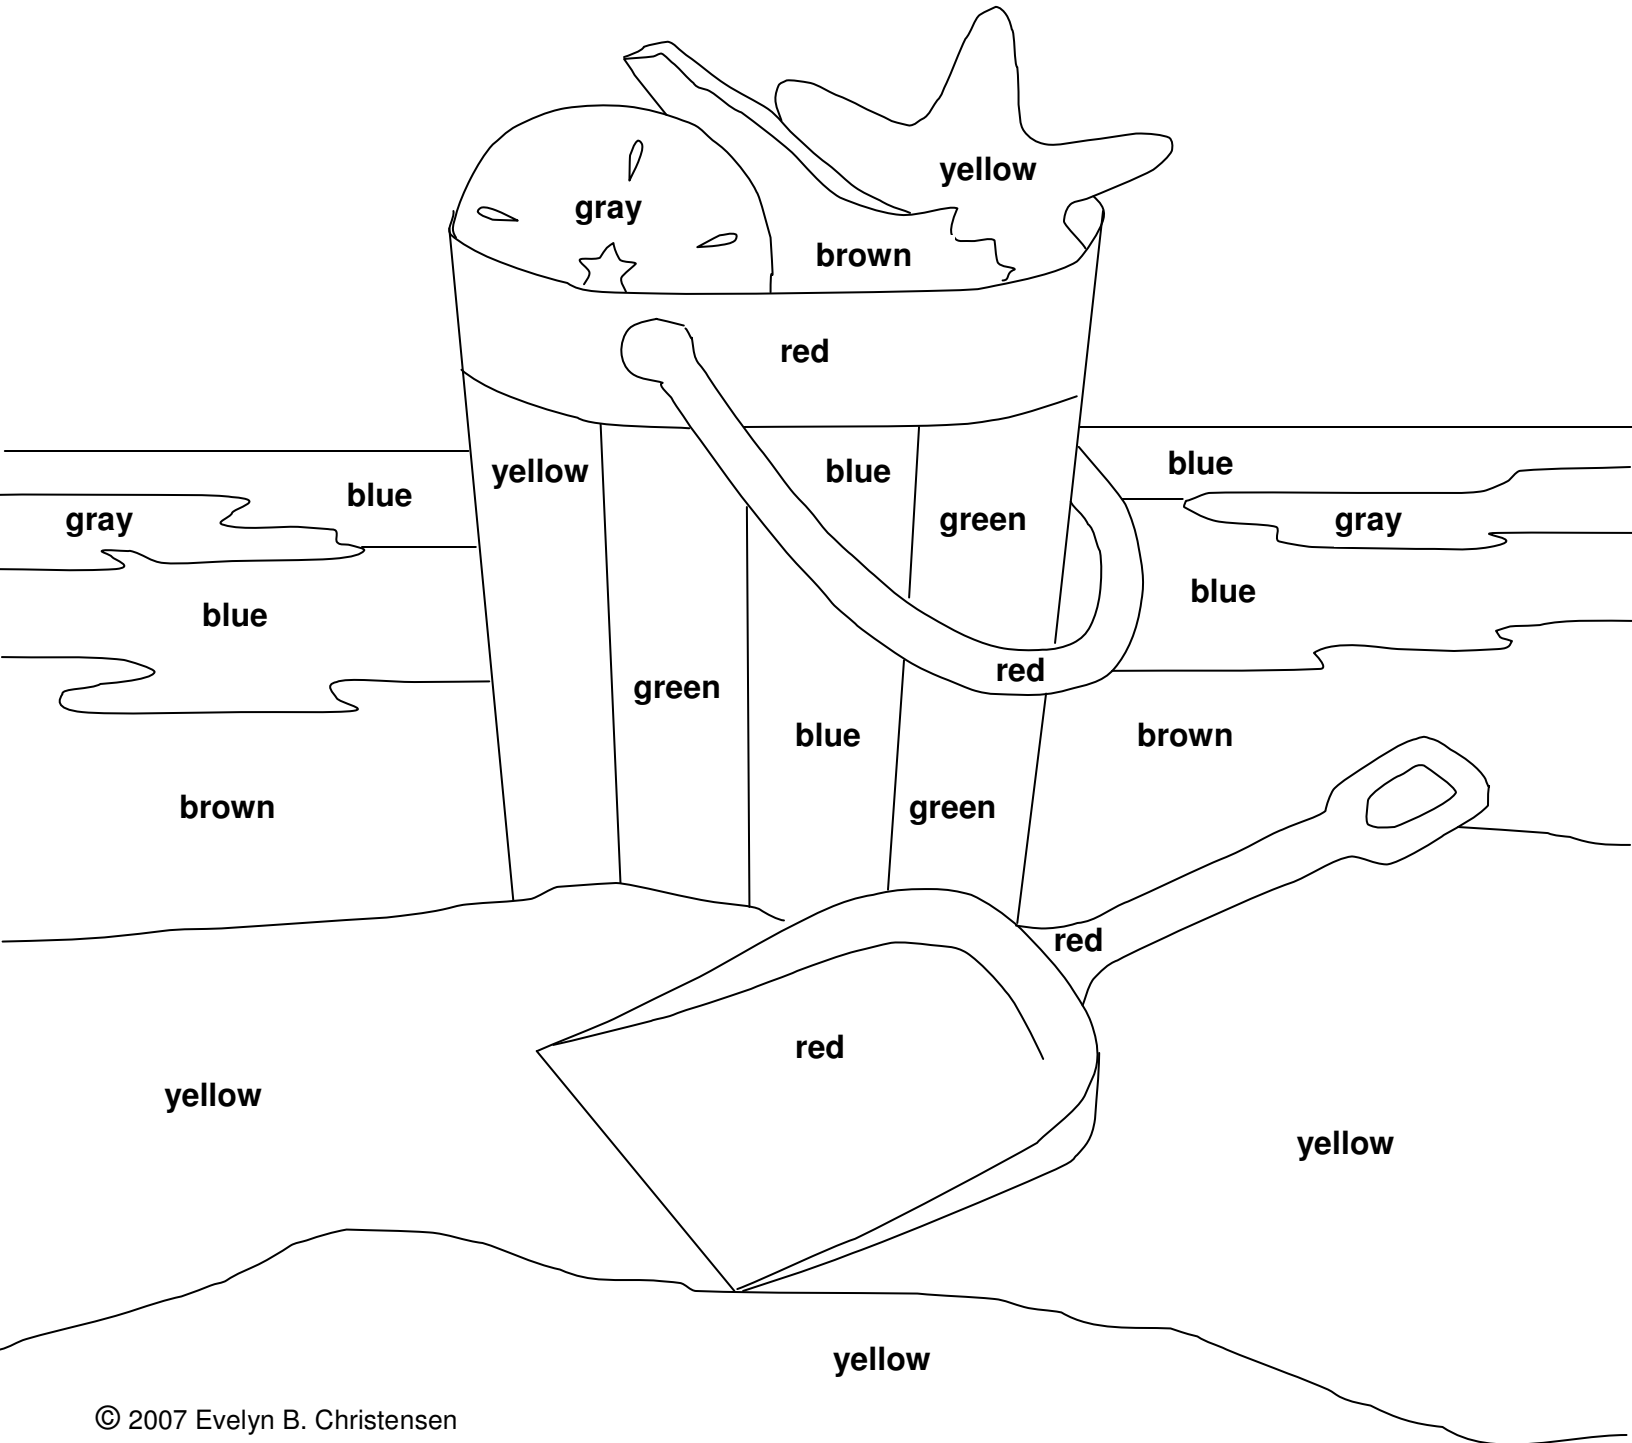 yellow
gray
brown
red
blue
yellow
blue
blue
gray
green
gray
blue
blue
red
green
blue
brown
brown
green
red
red
yellow
yellow
yellow
© 2007 Evelyn B. Christensen